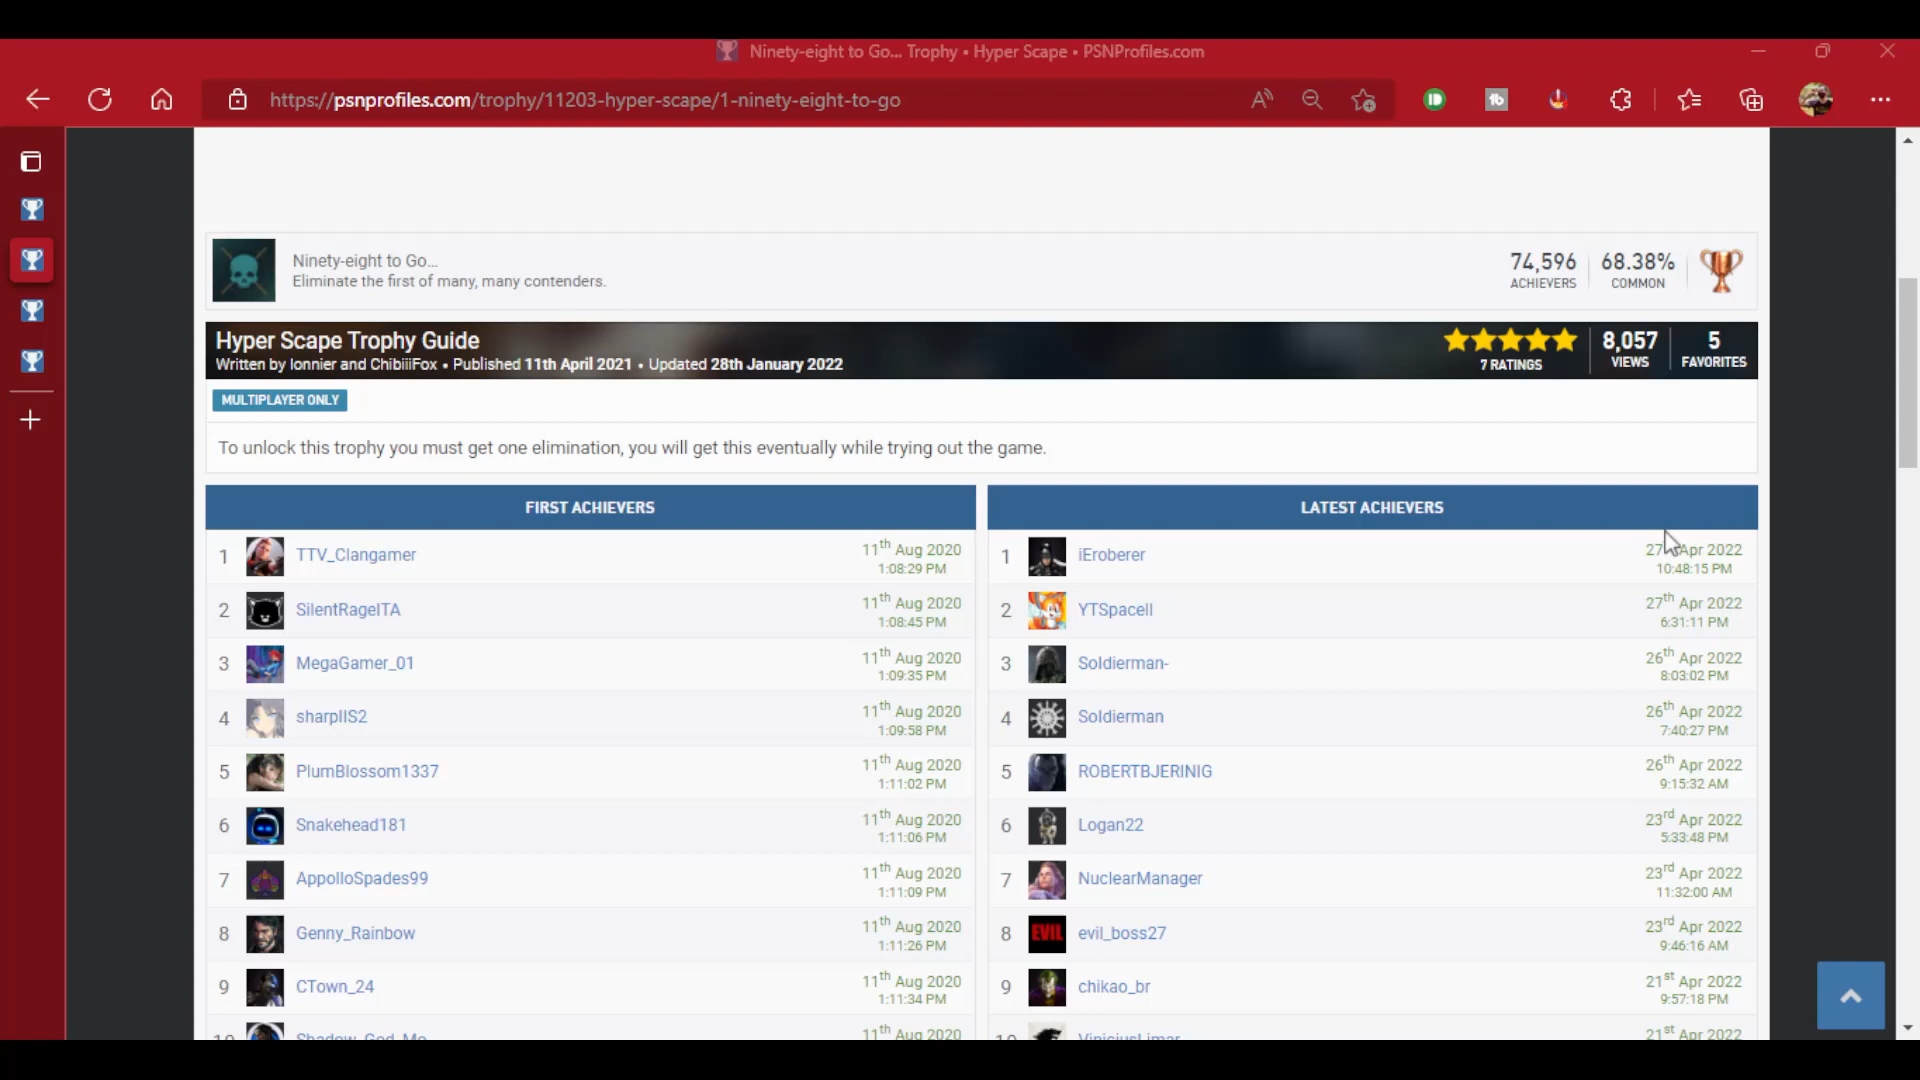 Ninety-eight to Go... Trophy • Hyper Scape • PSNProfiles.com
https://psnprofiles.com/trophy/11203-hyper-scape/1-ninety-eight-to-go
Ninety-eight to Go...
Eliminate the first of many, many contenders.
74,596
ACHIEVERS
68.38%
COMMON
Hyper Scape Trophy Guide
Written by Ionnier and ChibiiiFox • Published 11th April 2021 • Updated 28th January 2022
7 RATINGS
8,057
VIEWS
5
FAVORITES
MULTIPLAYER ONLY
To unlock this trophy you must get one elimination, you will get this eventually while trying out the game.
FIRST ACHIEVERS
1 TTV_Clangamer 11th Aug 2020
1:08:29 PM
2 SilentRageITA 11th Aug 2020
1:08:45 PM
3 MegaGamer_01 11th Aug 2020
1:09:35 PM
4 sharpIIS2 11th Aug 2020
1:09:58 PM
5 PlumBlossom1337 11th Aug 2020
1:11:02 PM
6 Snakehead181 11th Aug 2020
1:11:06 PM
7 AppolloSpades99 11th Aug 2020
1:11:09 PM
8 Genny_Rainbow 11th Aug 2020
1:11:26 PM
9 CTown_24 11th Aug 2020
1:11:34 PM
10 Shadow_God_Mo 11th Aug 2020
LATEST ACHIEVERS
1 iEroberer 27 Apr 2022
10:48:15 PM
2 YTSpacell 27th Apr 2022
6:31:11 PM
3 Soldierman- 26th Apr 2022
8:03:02 PM
4 Soldierman 26th Apr 2022
7:40:27 PM
5 ROBERTBJERINIG 26th Apr 2022
9:15:32 AM
6 Logan22 23rd Apr 2022
5:33:48 PM
7 NuclearManager 23rd Apr 2022
11:32:00 AM
8 EVIL evil_boss27 23rd Apr 2022
9:46:16 AM
9 chikao_br 21st Apr 2022
9:57:18 PM
10 ViniciusLimar 21st Apr 2022